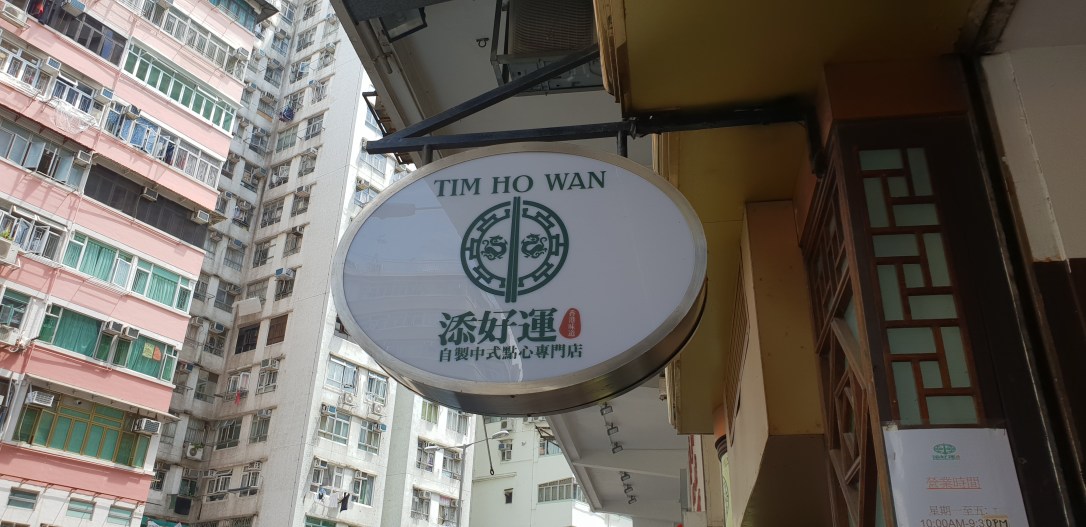 TIM HO WAN
添好運
自製中式點心專門店
營業時間
星期一至五
10:00AM-9:3